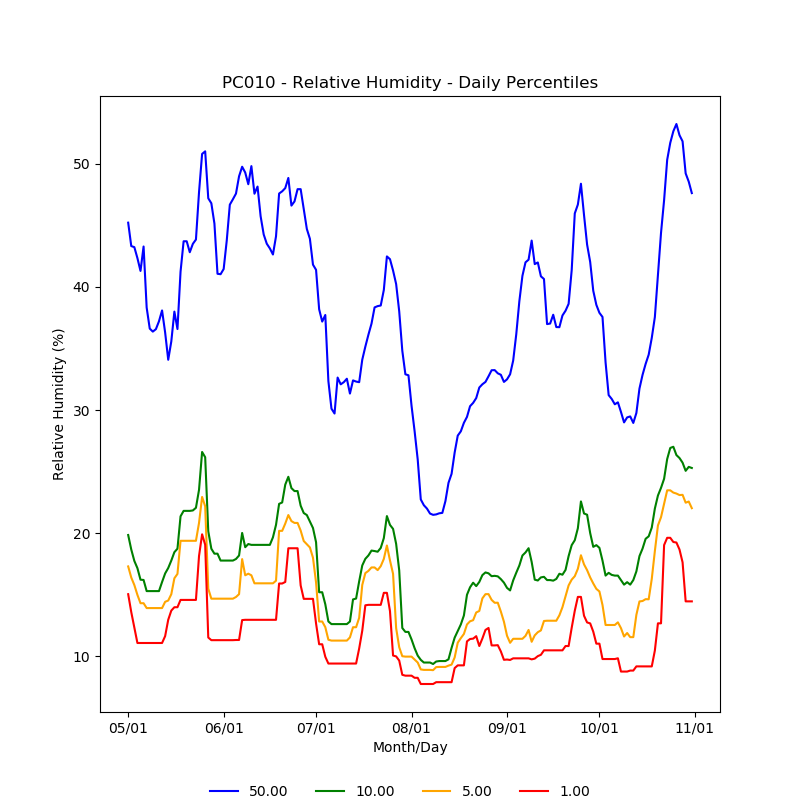 PC010 - Relative Humidity - Daily Percentiles
50
40
30
20
10
Relative Humidity (%)
05/01 06/01 07/01 08/01 09/01 10/01 11/01
Month/Day
50.00 10.00 5.00 1.00